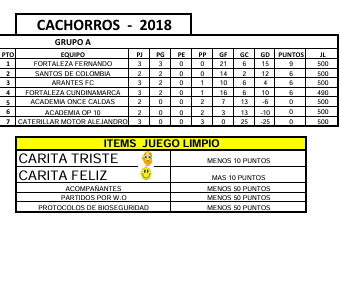 CACHORROS - 2018
GRUPO A
PTO EQUIPO PJ PG PE PP GF GC GD PUNTOS JL
1 FORTALEZA FERNANDO 3 3 0 0 21 6 15 9 500
2 SANTOS DE COLOMBIA 2 2 0 0 14 2 12 6 500
3 ARANTES FC 3 2 0 1 10 6 4 6 500
4 FORTALEZA CUNDINAMARCA 3 2 0 1 16 6 10 6 490
5 ACADEMIA ONCE CALDAS 2 0 0 2 7 13 -6 0 500
6 ACADEMIA OP 10 2 0 0 2 3 13 -10 0 500
7 CATERILLAR MOTOR ALEJANDRO 3 0 0 3 0 25 -25 0 500
ITEMS JUEGO LIMPIO
CARITA TRISTE MENOS 10 PUNTOS
CARITA FELIZ MAS 10 PUNTOS
ACOMPAÑANTES MENOS 50 PUNTOS
PARTIDOS POR W.O MENOS 50 PUNTOS
PROTOCOLOS DE BIOSEGURIDAD MENOS 50 PUNTOS